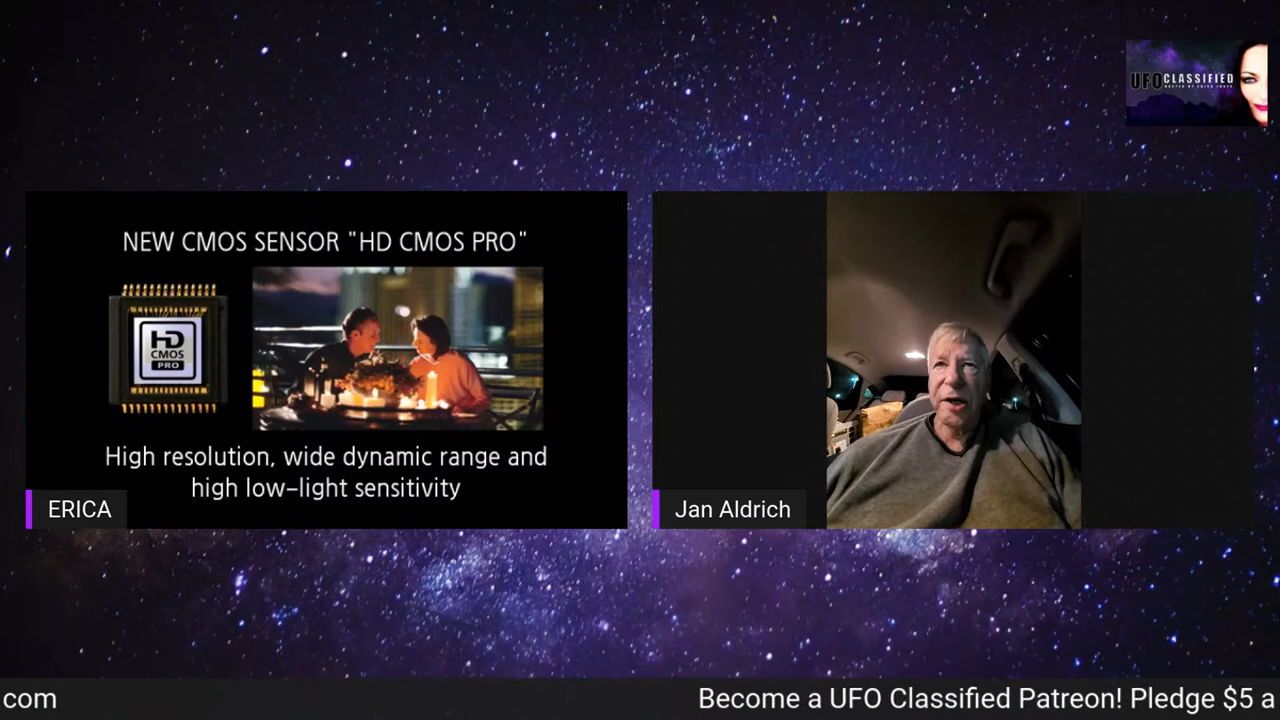 UFO CLASSIFIED
NEW CMOS SENSOR "HD CMOS PRO"
HD
CMOS
PRO
High resolution, wide dynamic range and
high low-light sensitivity
ERICA
Jan Aldrich
com
Become a UFO Classified Patreon! Pledge $5 a